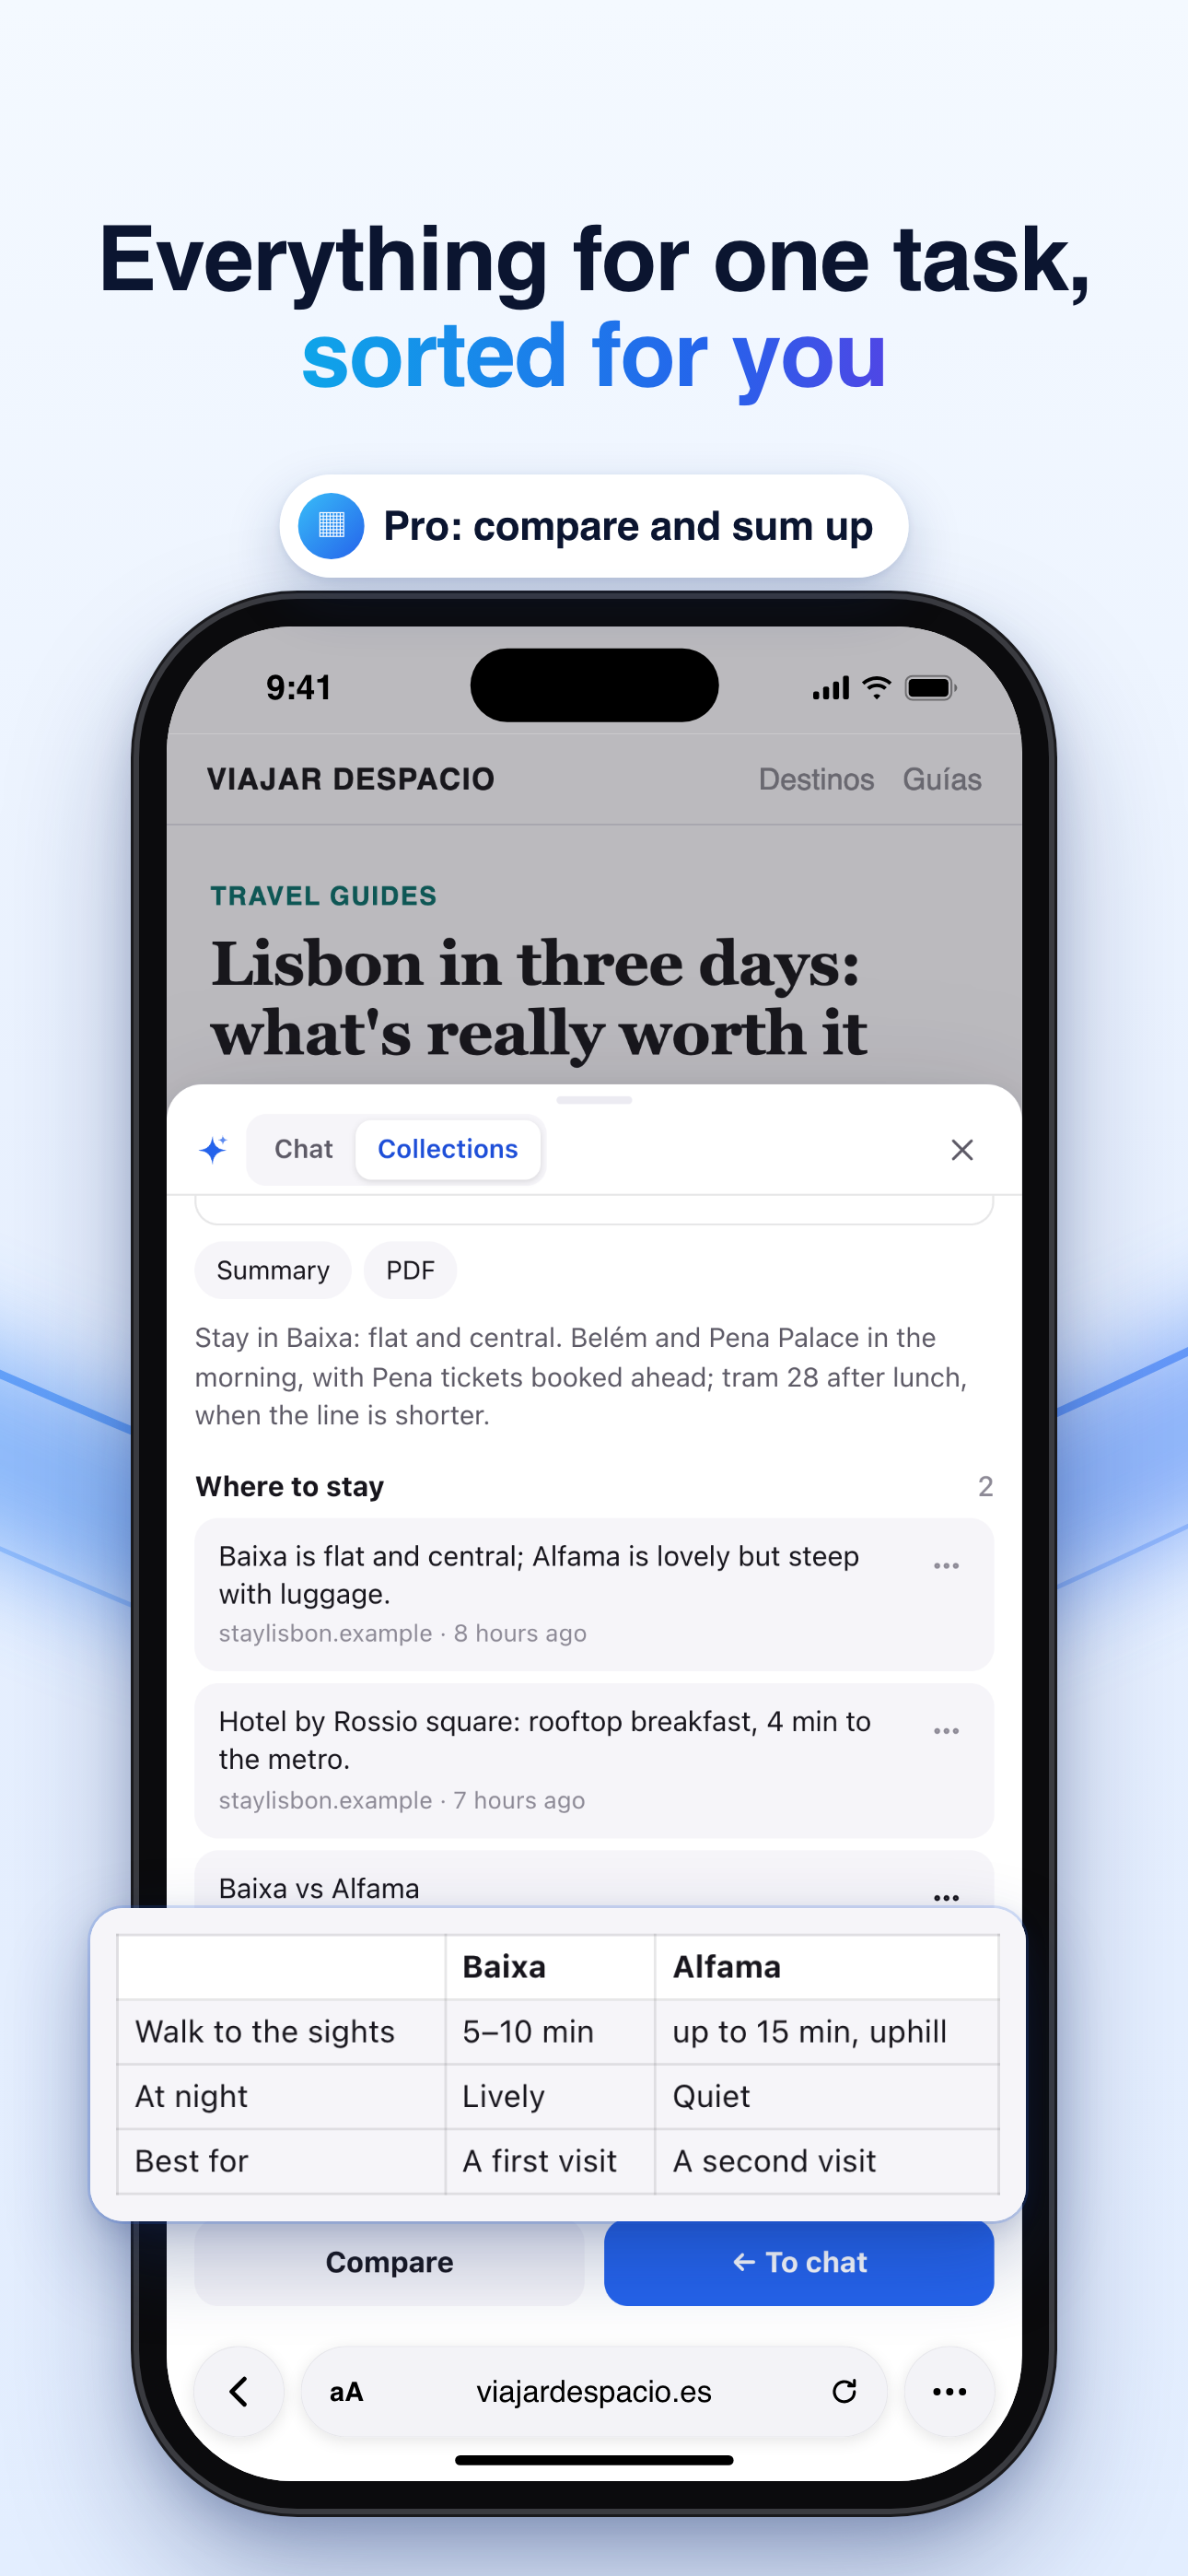 Everything for one task,
sorted for you
Pro: compare and sum up
9:41
VIAJAR DESPACIO Destinos Guías
TRAVEL GUIDES
Lisbon in three days:
what's really worth it
Chat Collections
Summary PDF
Stay in Baixa: flat and central. Belém and Pena Palace in the
morning, with Pena tickets booked ahead; tram 28 after lunch,
when the line is shorter.
Where to stay 2
Baixa is flat and central; Alfama is lovely but steep
with luggage.
staylisbon.example · 8 hours ago
Hotel by Rossio square: rooftop breakfast, 4 min to
the metro.
staylisbon.example · 7 hours ago
Baixa vs Alfama
Baixa Alfama
Walk to the sights 5–10 min up to 15 min, uphill
At night Lively Quiet
Best for A first visit A second visit
Compare ← To chat
aA viajardespacio.es